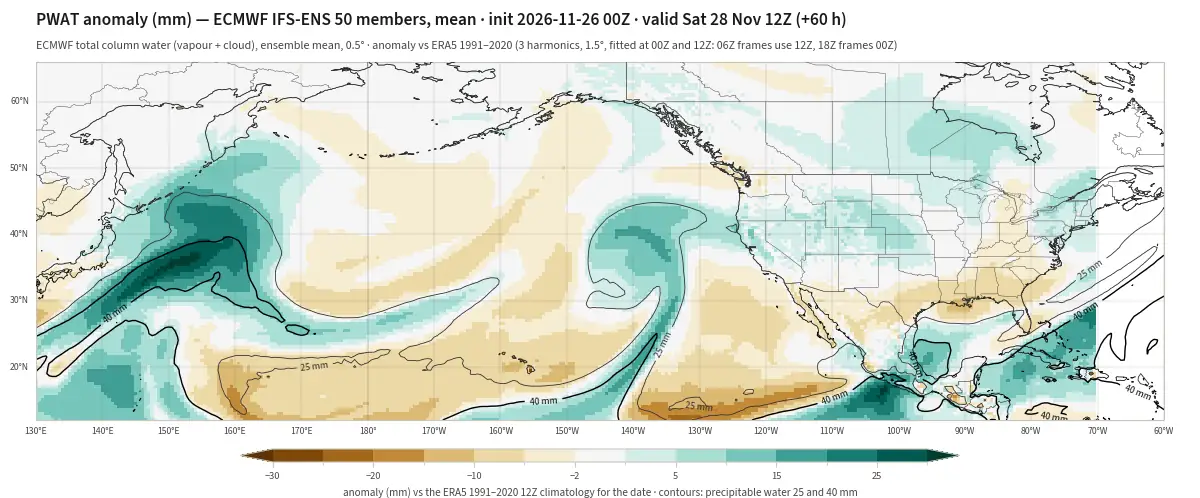 PWAT anomaly (mm) — ECMWF IFS-ENS 50 members, mean · init 2026-11-26 00Z · valid Sat 28 Nov 12Z (+60 h)
ECMWF total column water (vapour + cloud), ensemble mean, 0.5° · anomaly vs ERA5 1991–2020 (3 harmonics, 1.5°, fitted at 00Z and 12Z: 06Z frames use 12Z, 18Z frames 00Z)
60°N
50°N
40°N
30°N
20°N
25 mm
40 mm
40 mm
25 mm
25 mm
40 mm
40 mm
25 mm
40 mm
40 mm
40 mm
130°E 140°E 150°E 160°E 170°E 180° 170°W 160°W 150°W 140°W 130°W 120°W 110°W 100°W 90°W 80°W 70°W 60°W
−30 −20 −10 −2 5 15 25
anomaly (mm) vs the ERA5 1991–2020 12Z climatology for the date · contours: precipitable water 25 and 40 mm